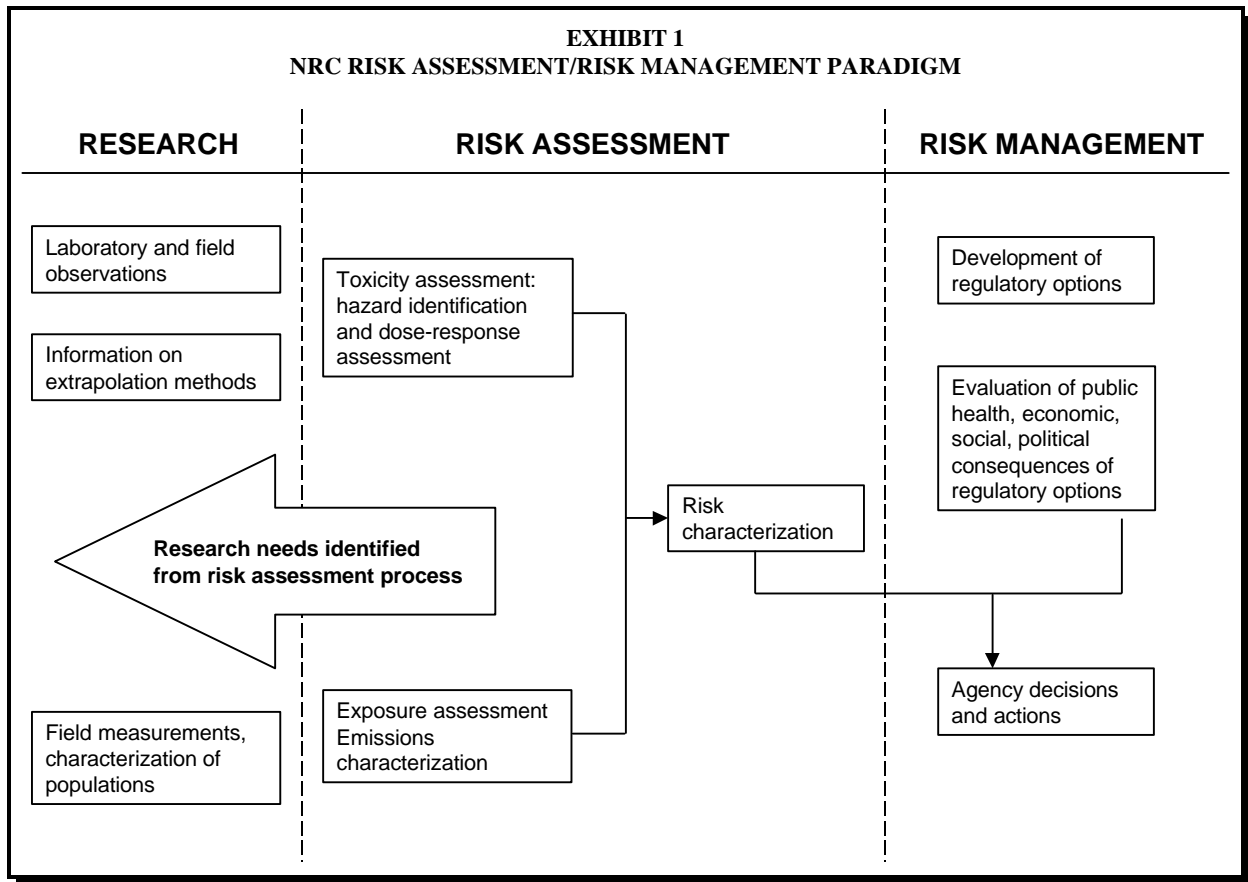 EXHIBIT 1
NRC RISK ASSESSMENT/RISK MANAGEMENT PARADIGM
RESEARCH
RISK ASSESSMENT
RISK MANAGEMENT
Laboratory and field
observations
Information on
extrapolation methods
Research needs identified
from risk assessment process
Field measurements,
characterization of
populations
Toxicity assessment:
hazard identification
and dose-response
assessment
Exposure assessment
Emissions
characterization
Risk
characterization
Development of
regulatory options
Evaluation of public
health, economic,
social, political
consequences of
regulatory options
Agency decisions
and actions